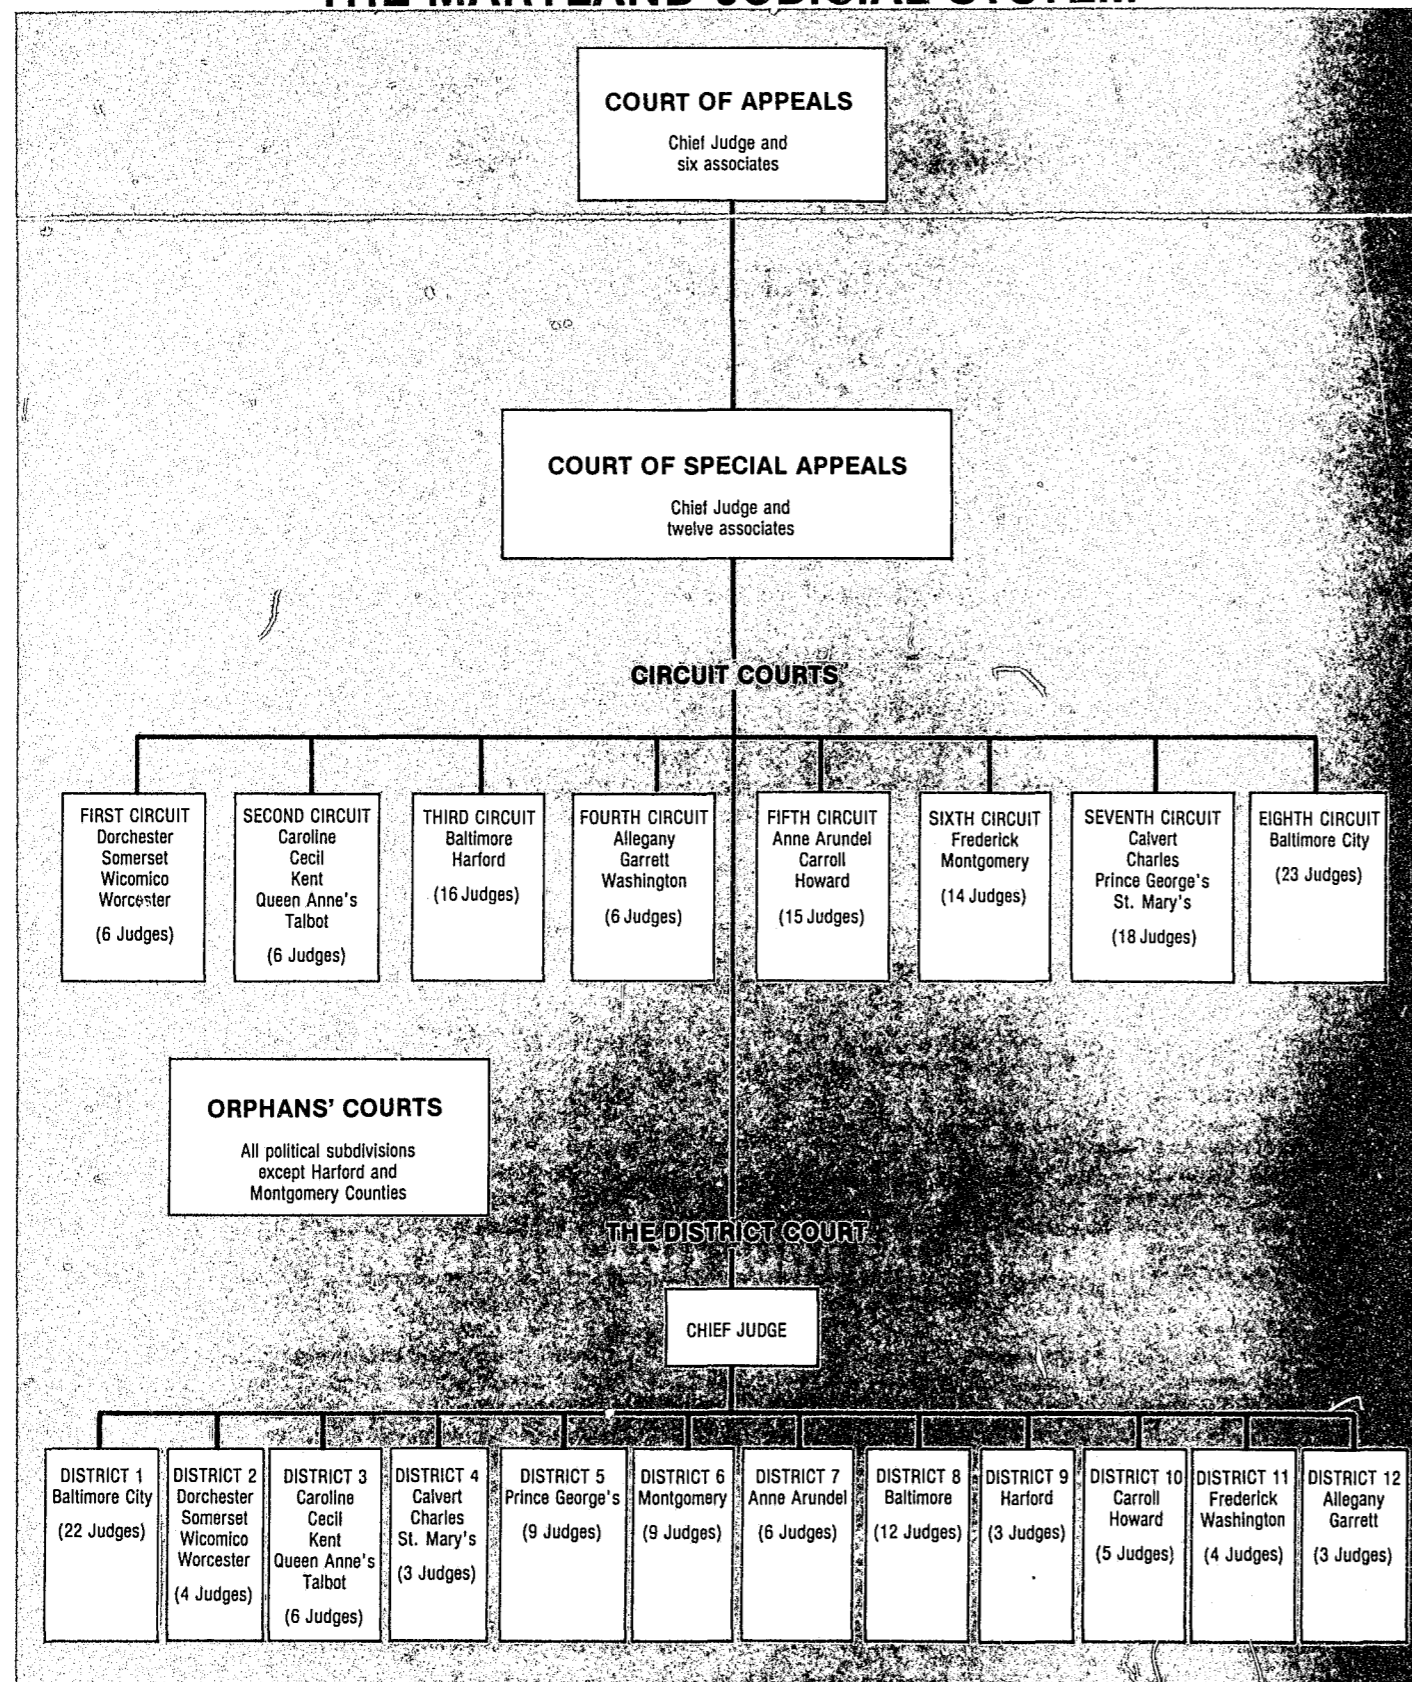 THE MARYLAND JUDICIAL SYSTEM
COURT OF APPEALS
Chief Judge and
six associates
COURT OF SPECIAL APPEALS
Chief Judge and
twelve associates
CIRCUIT COURTS
FIRST CIRCUIT
Dorchester
Somerset
Wicomico
Worcester
(6 Judges)
SECOND CIRCUIT
Caroline
Cecil
Kent
Queen Anne's
Talbot
(6 Judges)
THIRD CIRCUIT
Baltimore
Harford
(16 Judges)
FOURTH CIRCUIT
Allegany
Garrett
Washington
(6 Judges)
FIFTH CIRCUIT
Anne Arundel
Carroll
Howard
(15 Judges)
SIXTH CIRCUIT
Frederick
Montgomery
(14 Judges)
SEVENTH CIRCUIT
Calvert
Charles
Prince George's
St. Mary's
(18 Judges)
EIGHTH CIRCUIT
Baltimore City
(23 Judges)
ORPHANS' COURTS
All political subdivisions
except Harford and
Montgomery Counties
THE DISTRICT COURT
CHIEF JUDGE
DISTRICT 1
Baltimore City
(22 Judges)
DISTRICT 2
Dorchester
Somerset
Wicomico
Worcester
(4 Judges)
DISTRICT 3
Caroline
Cecil
Kent
Queen Anne's
Talbot
(6 Judges)
DISTRICT 4
Calvert
Charles
St. Mary's
(3 Judges)
DISTRICT 5
Prince George's
(9 Judges)
DISTRICT 6
Montgomery
(9 Judges)
DISTRICT 7
Anne Arundel
(6 Judges)
DISTRICT 8
Baltimore
(12 Judges)
DISTRICT 9
Harford
(3 Judges)
DISTRICT 10
Carroll
Howard
(5 Judges)
DISTRICT 11
Frederick
Washington
(4 Judges)
DISTRICT 12
Allegany
Garrett
(3 Judges)